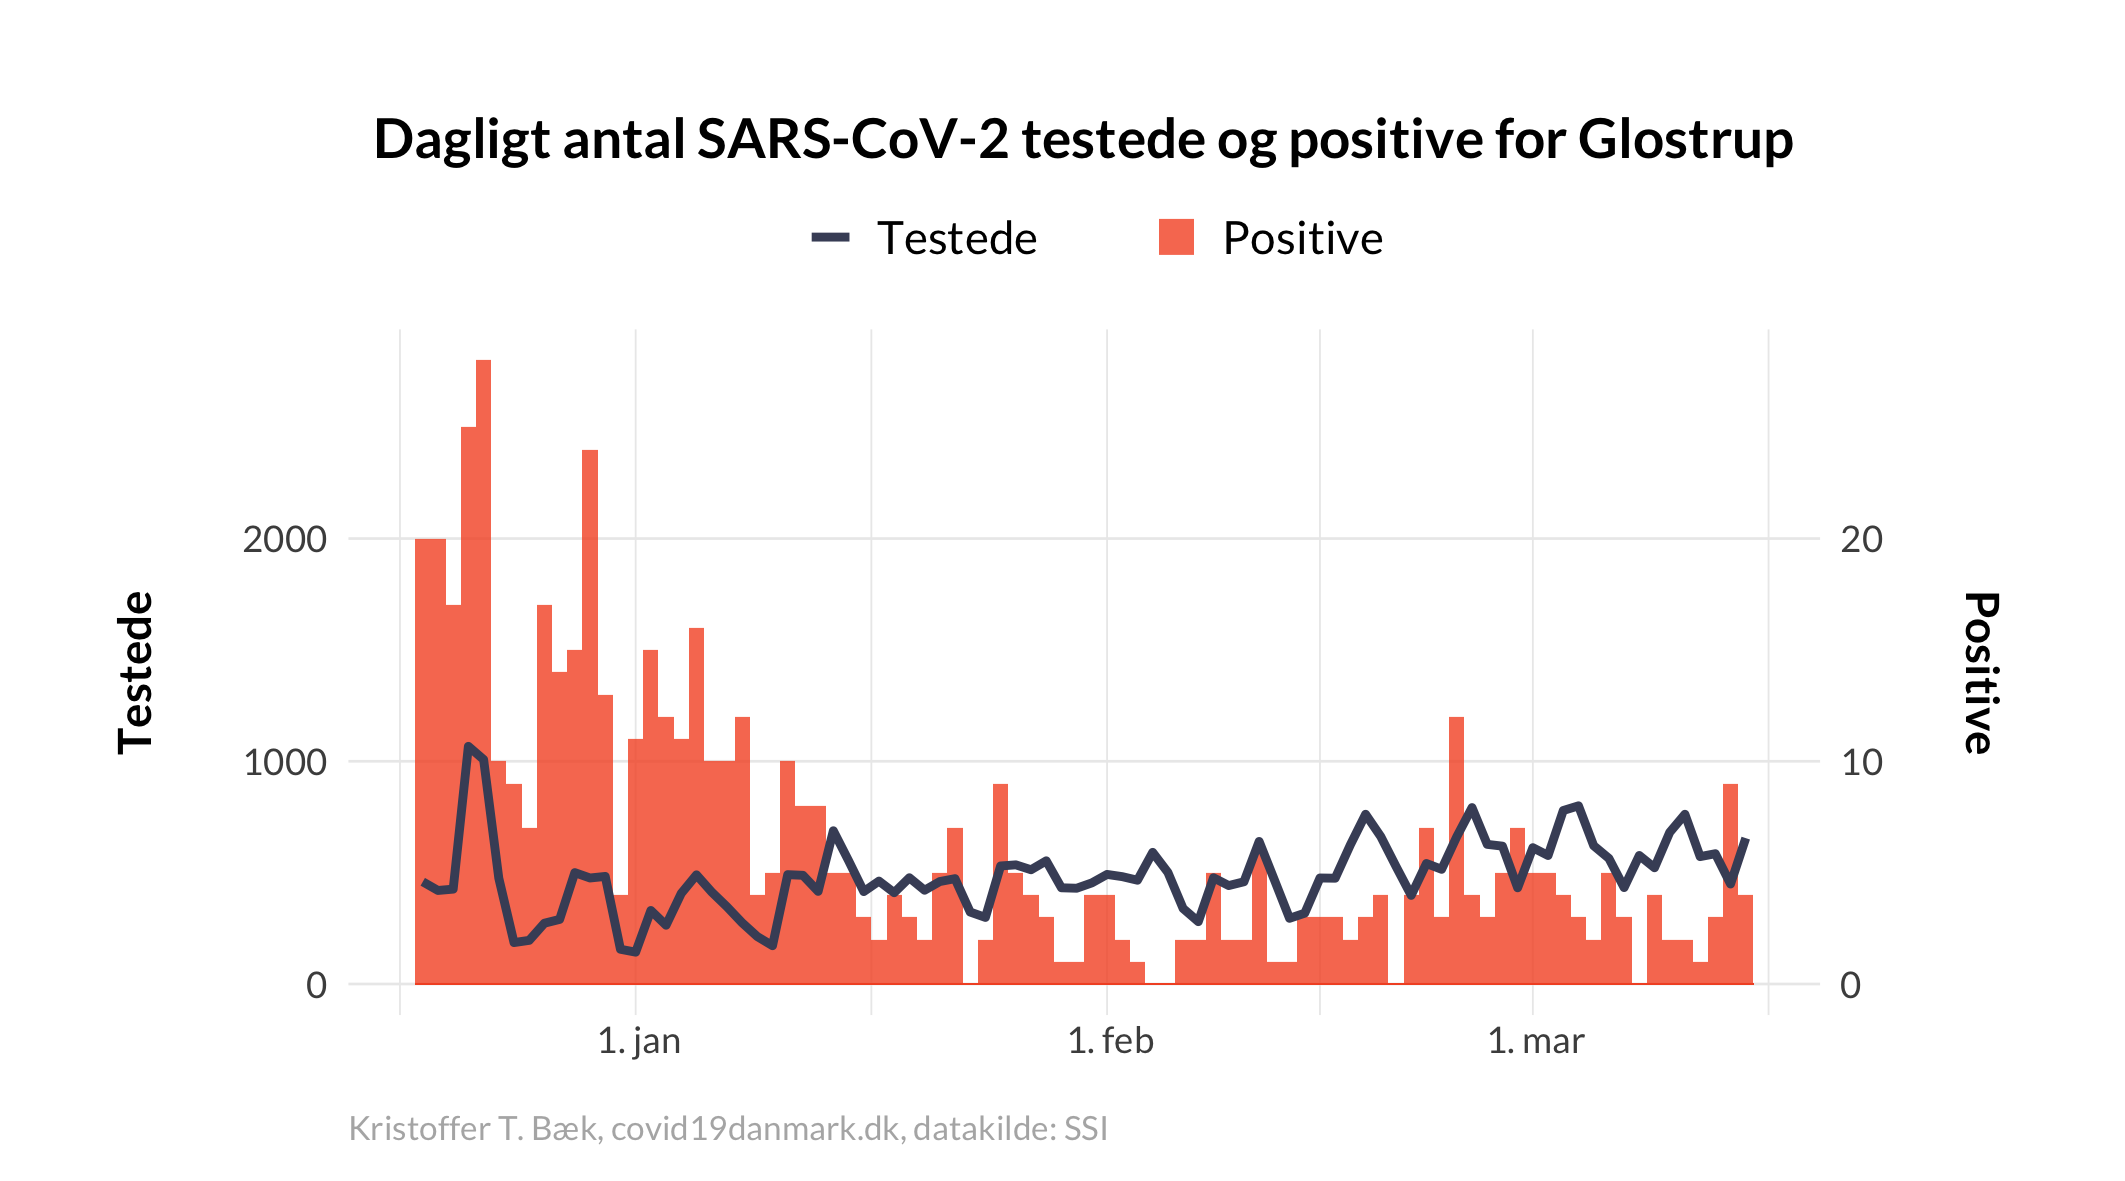 Dagligt antal SARS-CoV-2 testede og positive for Glostrup
Testede
Positive
2000
1000
0
Testede
20
10
0
Positive
1. jan
1. feb
1. mar
Kristoffer T. Bæk, covid19danmark.dk, datakilde: SSI